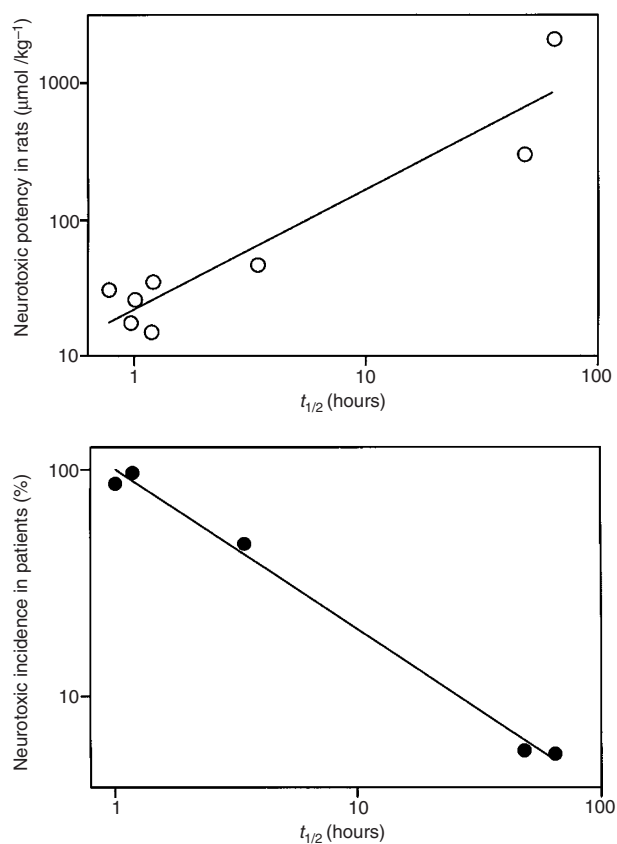 Neurotoxic potency in rats (μmol /kg⁻¹)
1000
100
10
1
10
100
t1/2 (hours)
Neurotoxic incidence in patients (%)
100
10
1
10
100
t1/2 (hours)